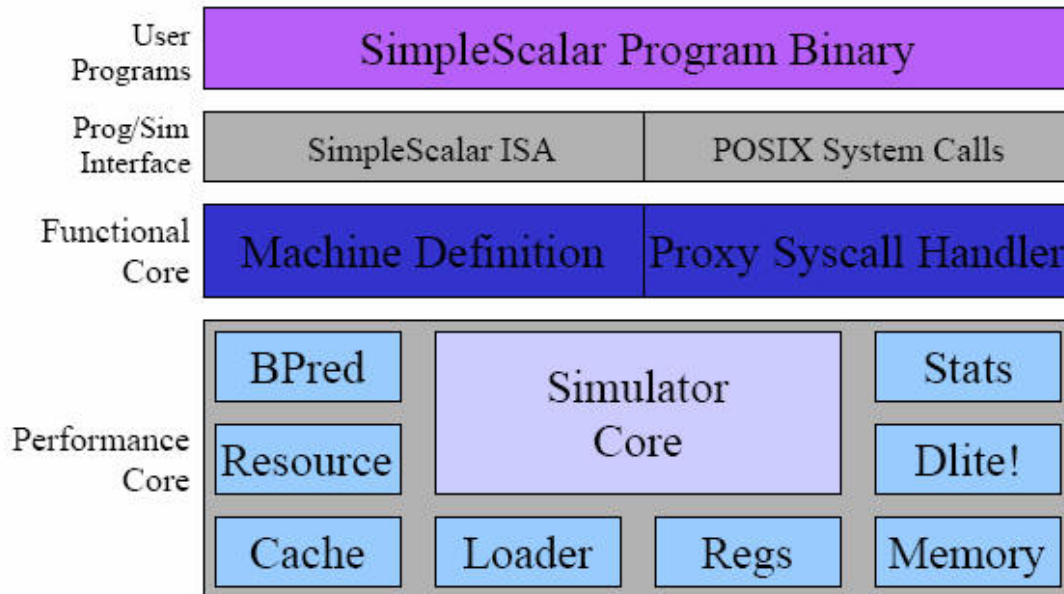 User
Programs
SimpleScalar Program Binary
Prog/Sim
Interface
SimpleScalar ISA
POSIX System Calls
Functional
Core
Machine Definition
Proxy Syscall Handler
Performance
Core
BPred
Simulator
Core
Stats
Resource
Dlite!
Cache
Loader
Regs
Memory